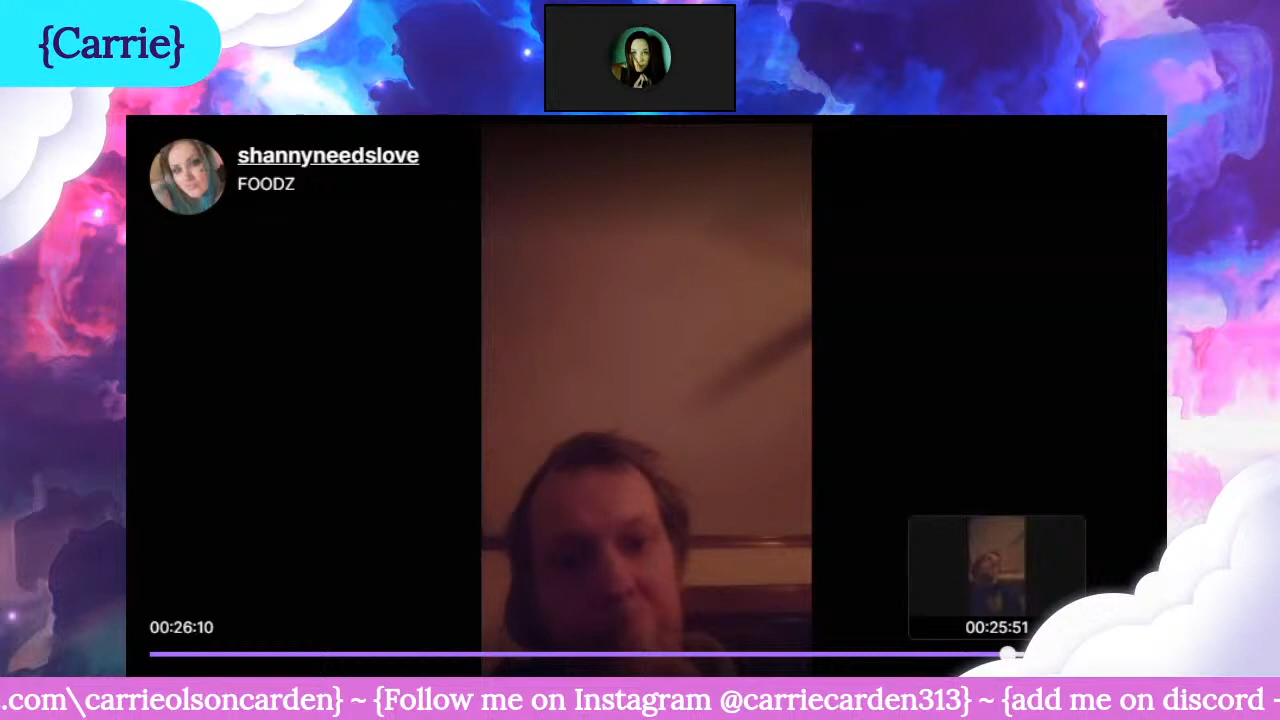 {Carrie}
shannyneedslove
FOODZ
00:26:10
00:25:51
.com\carrieolsoncarden} ~ {Follow me on Instagram @carriecarden313} ~ {add me on discord -